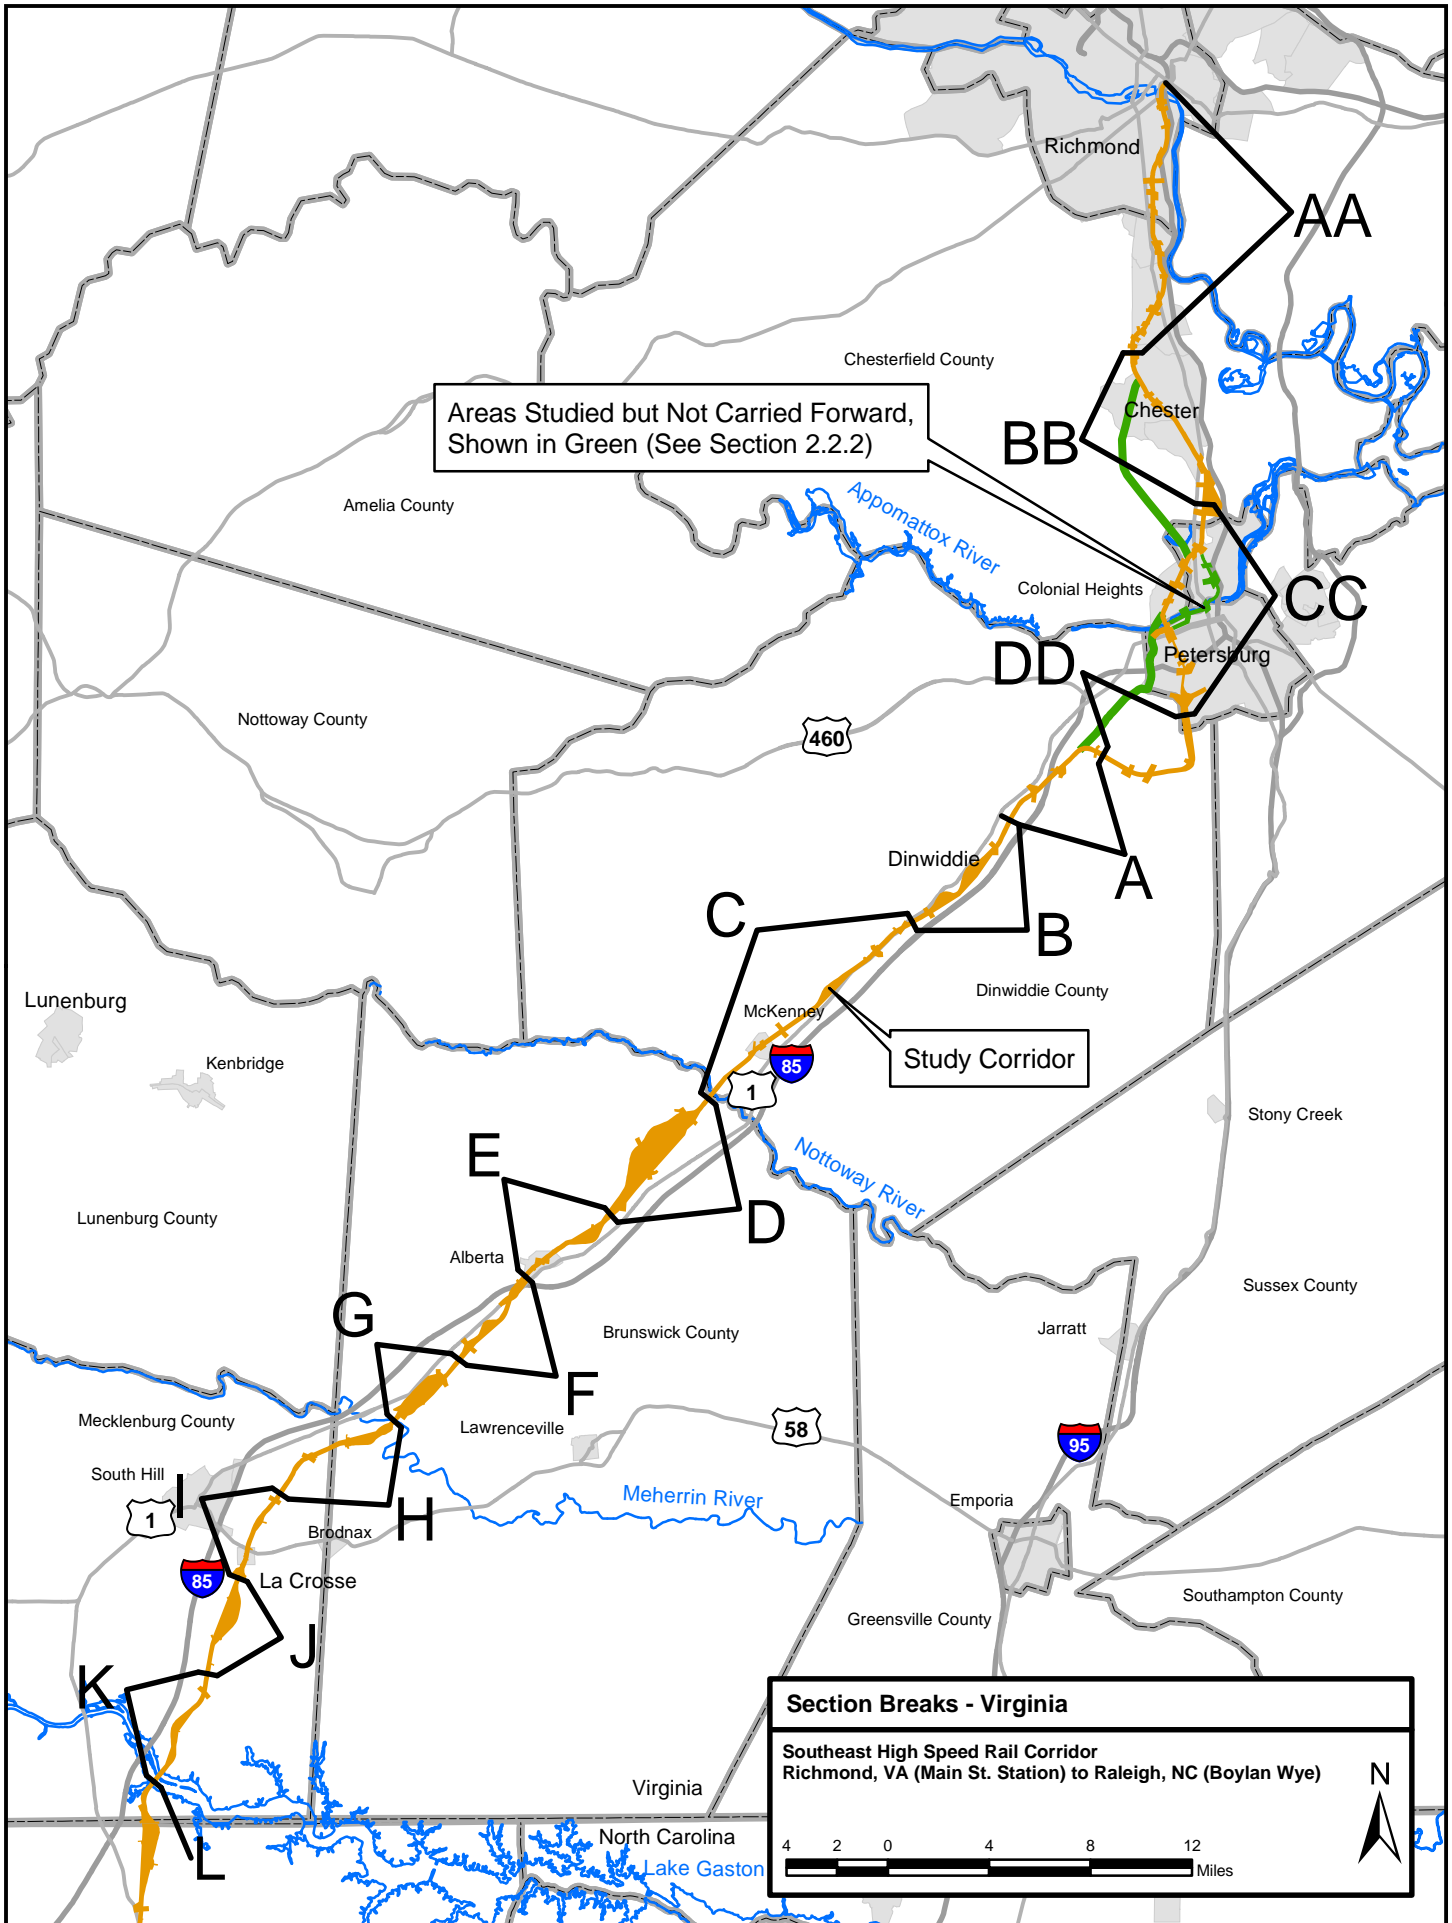 Richmond
AA
Chesterfield County
Areas Studied but Not Carried Forward,
Shown in Green (See Section 2.2.2)
Chester
BB
Appomattox River
Amelia County
Colonial Heights
CC
DD
Petersburg
Nottoway County
460
Dinwiddie
A
C
B
Dinwiddie County
Lunenburg
McKenney
Study Corridor
Kenbridge
85
1
Stony Creek
E
Nottoway River
D
Lunenburg County
Alberta
Sussex County
G
Brunswick County
Jarratt
F
Mecklenburg County
Lawrenceville
58
95
South Hill
I
1
Meherrin River
Emporia
H
Brodnax
85
La Crosse
Southampton County
Greensville County
J
K
Section Breaks - Virginia
Southeast High Speed Rail Corridor
Richmond, VA (Main St. Station) to Raleigh, NC (Boylan Wye)
N
Virginia
North Carolina
Lake Gaston
L
4 2 0 4 8 12
Miles